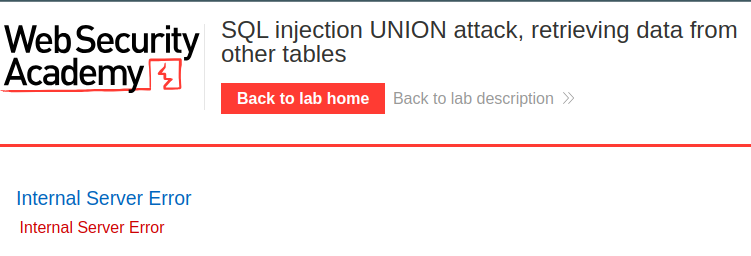 Web Security
Academy
SQL injection UNION attack, retrieving data from
other tables
Back to lab home
Back to lab description
Internal Server Error
Internal Server Error